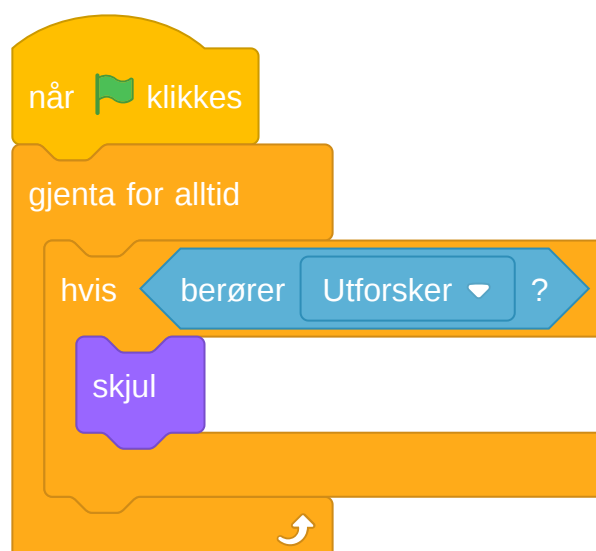 når klikkes
gjenta for alltid
hvis berører Utforsker ?
skjul